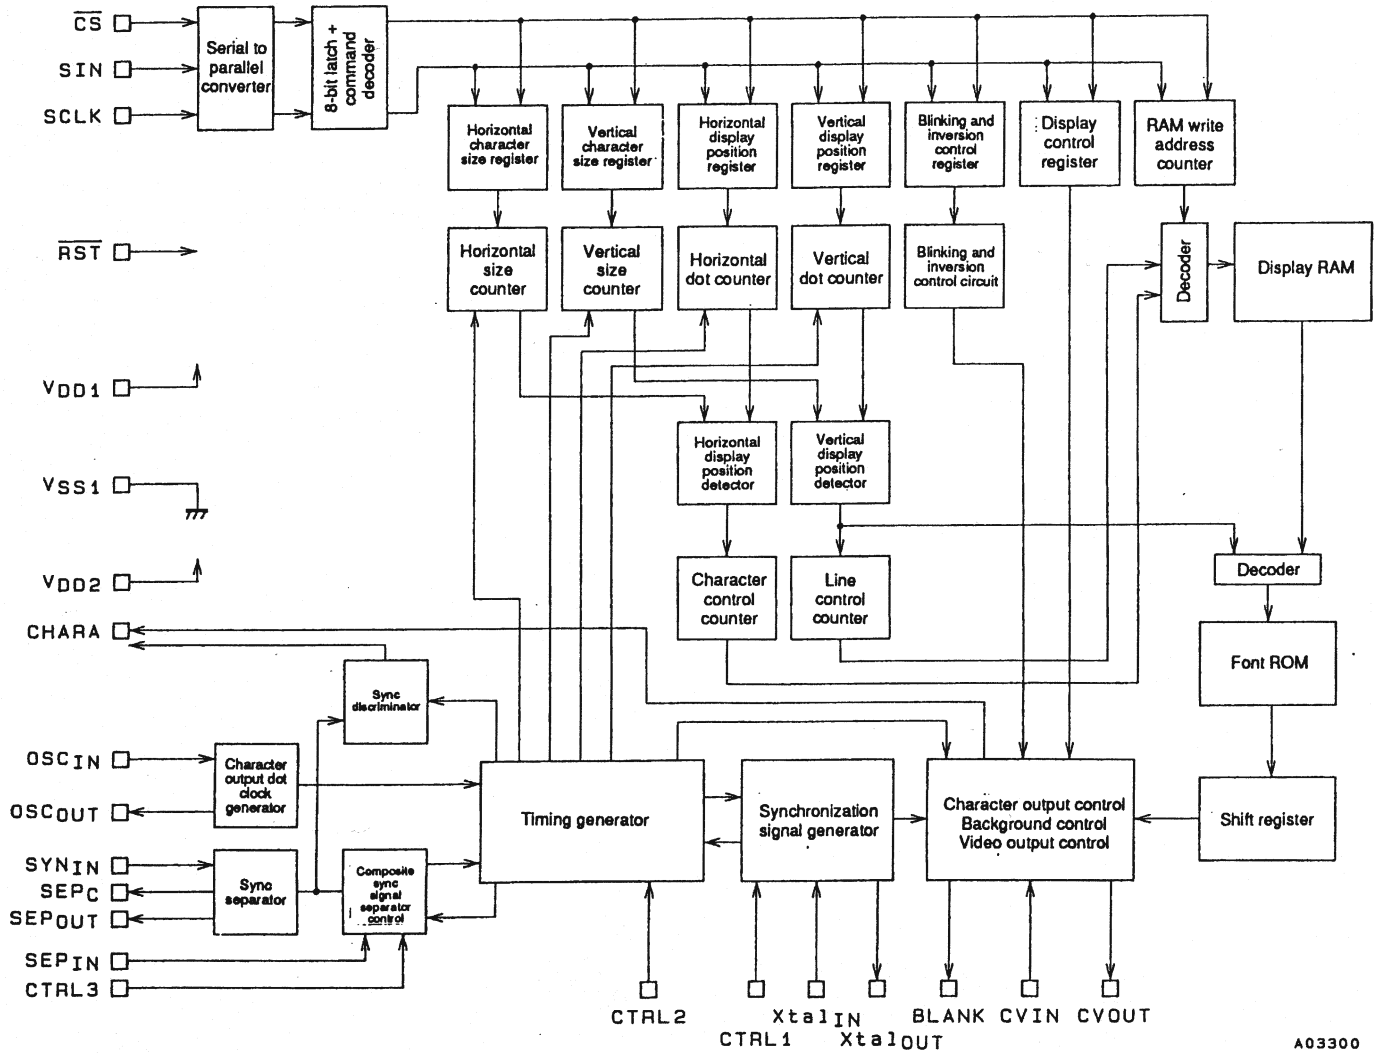 CS
SIN
SCLK
Serial to
parallel
converter
8-bit latch +
command
decoder
Horizontal
character
size register
Vertical
character
size register
Horizontal
display
position
register
Vertical
display
position
register
Blinking and
inversion
control
register
Display
control
register
RAM write
address
counter
RST
Horizontal
size
counter
Vertical
size
counter
Horizontal
dot counter
Vertical
dot counter
Blinking and
inversion
control circuit
Decoder
Display RAM
VDD1
VSS1
VDD2
CHARA
Horizontal
display
position
detector
Vertical
display
position
detector
Character
control
counter
Line
control
counter
Decoder
Font ROM
Sync
discriminator
OSCIN
OSCOUT
Character
output dot
clock
generator
Timing generator
Synchronization
signal generator
Character output control
Background control
Video output control
Shift register
SYNIN
SEPC
SEPOUT
SEPIN
CTRL3
Sync
separator
Composite
sync
signal
separator
control
CTRL2
CTRL1
XtalIN
XtalOUT
BLANK
CVIN
CVOUT
A03300